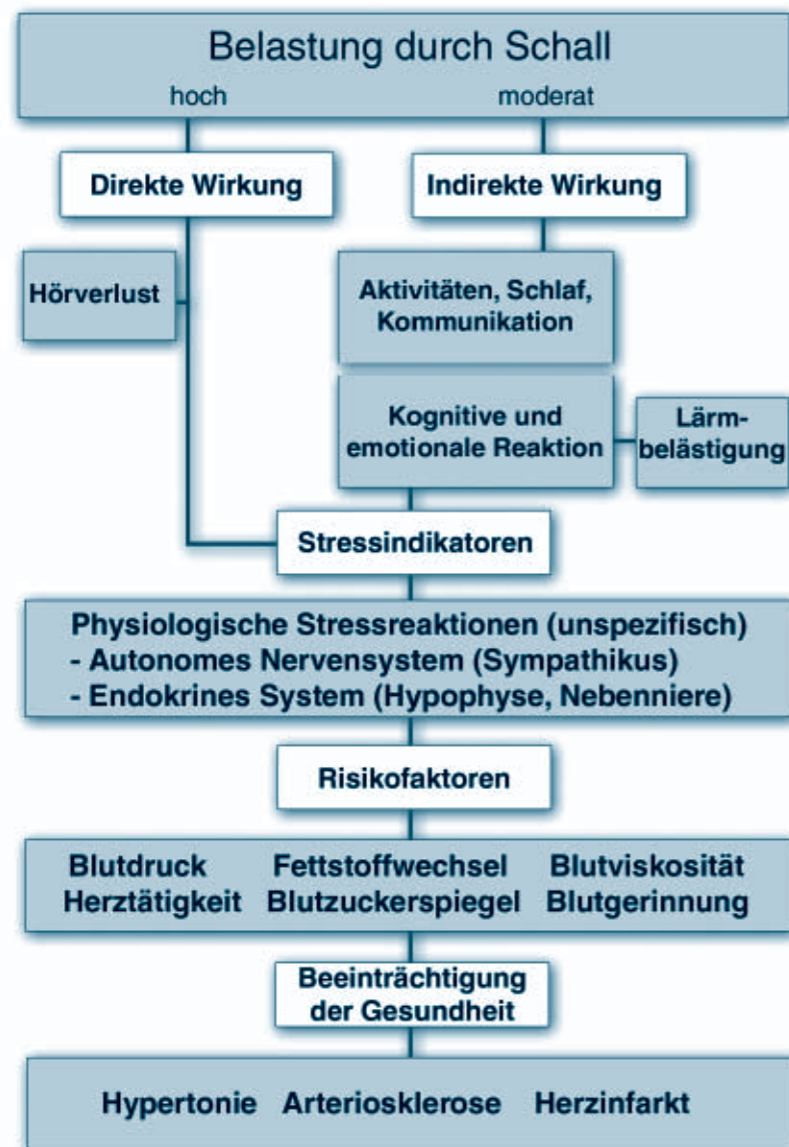 Belastung durch Schall
hoch moderat
Direkte Wirkung
Indirekte Wirkung
Hörverlust
Aktivitäten, Schlaf,
Kommunikation
Kognitive und
emotionale Reaktion
Lärm-
belästigung
Stressindikatoren
Physiologische Stressreaktionen (unspezifisch)
- Autonomes Nervensystem (Sympathikus)
- Endokrines System (Hypophyse, Nebenniere)
Risikofaktoren
Blutdruck Fettstoffwechsel Blutviskosität
Herztätigkeit Blutzuckerspiegel Blutgerinnung
Beeinträchtigung
der Gesundheit
Hypertonie Arteriosklerose Herzinfarkt